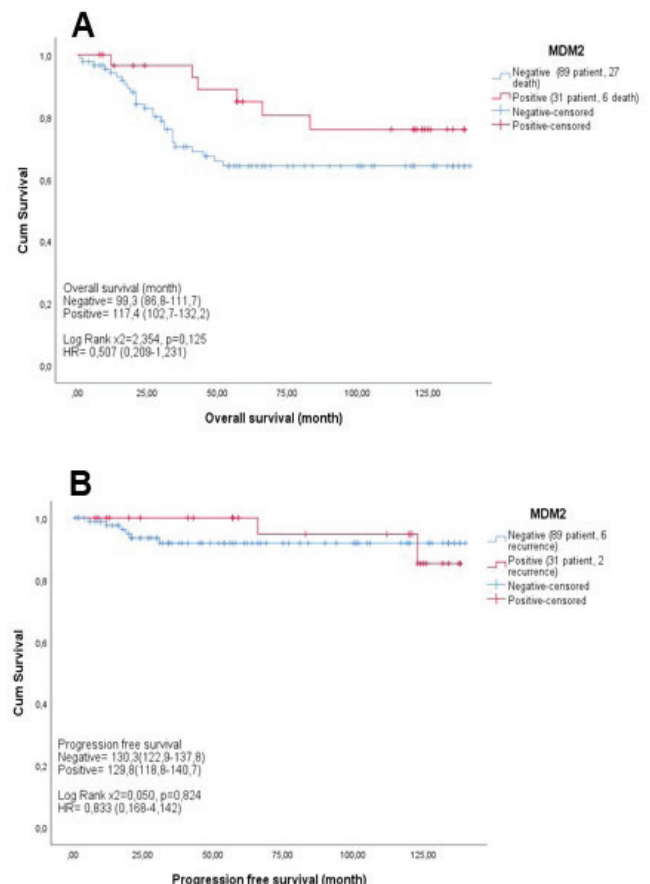 A
MDM2
Negative (89 patient, 27
death)
Positive (31 patient, 6 death)
Negative-censored
Positive-censored
1,0
0,8
0,6
0,4
0,2
0,0
Cum Survival
Overall survival (month)
Negative= 99,3 (86,8-111,7)
Positive= 117,4 (102,7-132,2)
Log Rank x2=2,354, p=0,125
HR= 0,507 (0,209-1,231)
,00 25,00 50,00 75,00 100,00 125,00
Overall survival (month)
B
MDM2
Negative (89 patient, 6
recurrence)
Positive (31 patient, 2
recurrence)
Negative-censored
Positive-censored
1,0
0,8
0,6
0,4
0,2
0,0
Cum Survival
Progression free survival
Negative= 130,3(122,9-137,8)
Positive= 129,8(118,8-140,7)
Log Rank x2=0,050, p=0,824
HR= 0,833 (0,168-4,142)
,00 25,00 50,00 75,00 100,00 125,00
Progression free survival (month)